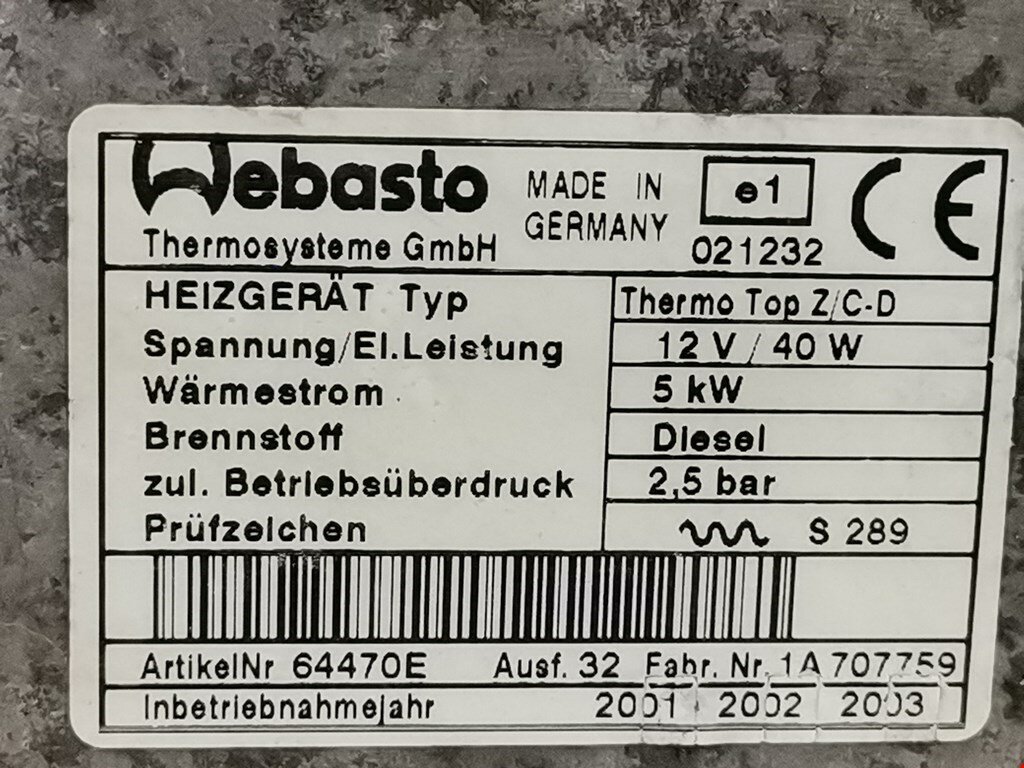 Webasto
Thermosysteme GmbH
MADE IN
GERMANY
e1
021232
CE
HEIZGERÄT Typ Thermo Top Z/C-D
Spannung/El.Leistung 12 V / 40 W
Wärmestrom 5 kW
Brennstoff Diesel
zul. Betriebsüberdruck 2,5 bar
Prüfzeichen S 289
ArtikelNr 64470E Ausf. 32 Fahr. Nr. 1A 707759
Inbetriebnahmejahr 2001 2002 2003